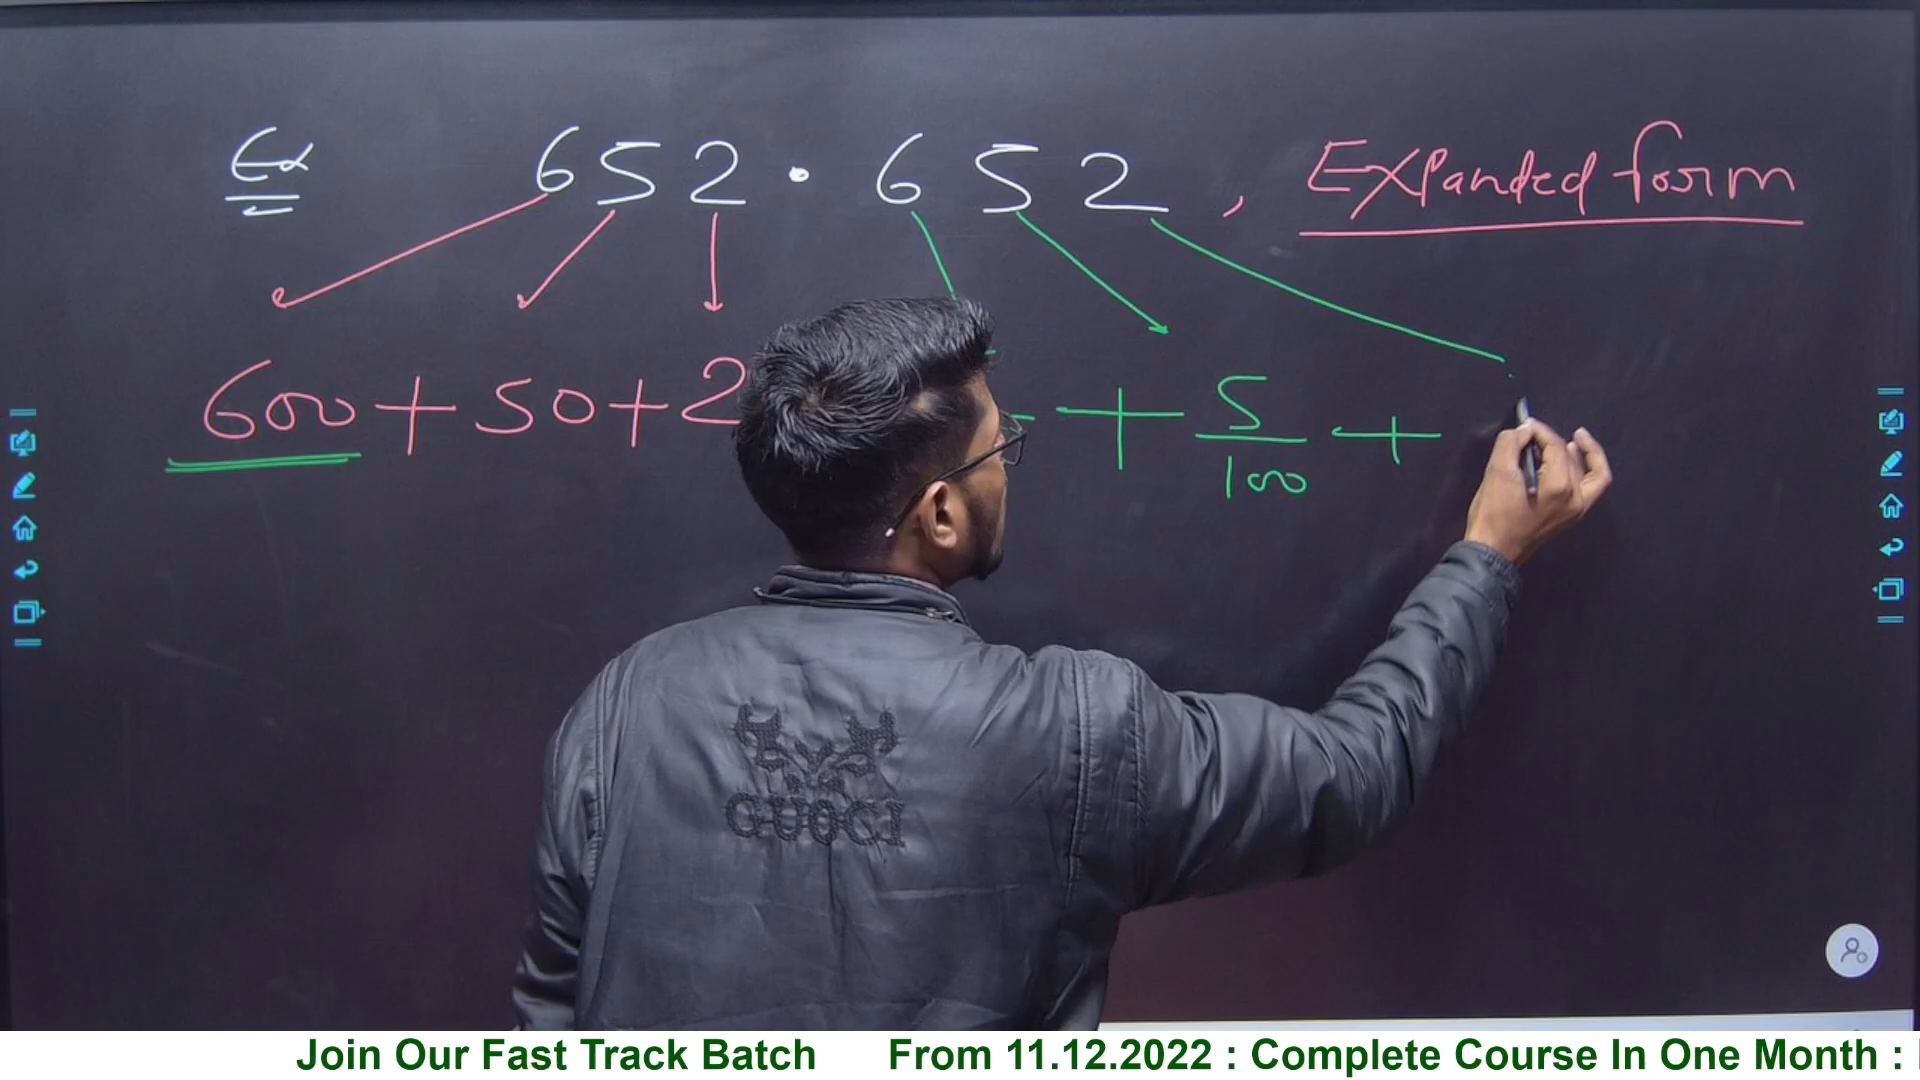 Ex 652.652, Expanded form
600+50+2 + 5/100 +
GUOCI
Join Our Fast Track Batch From 11.12.2022 : Complete Course In One Month :